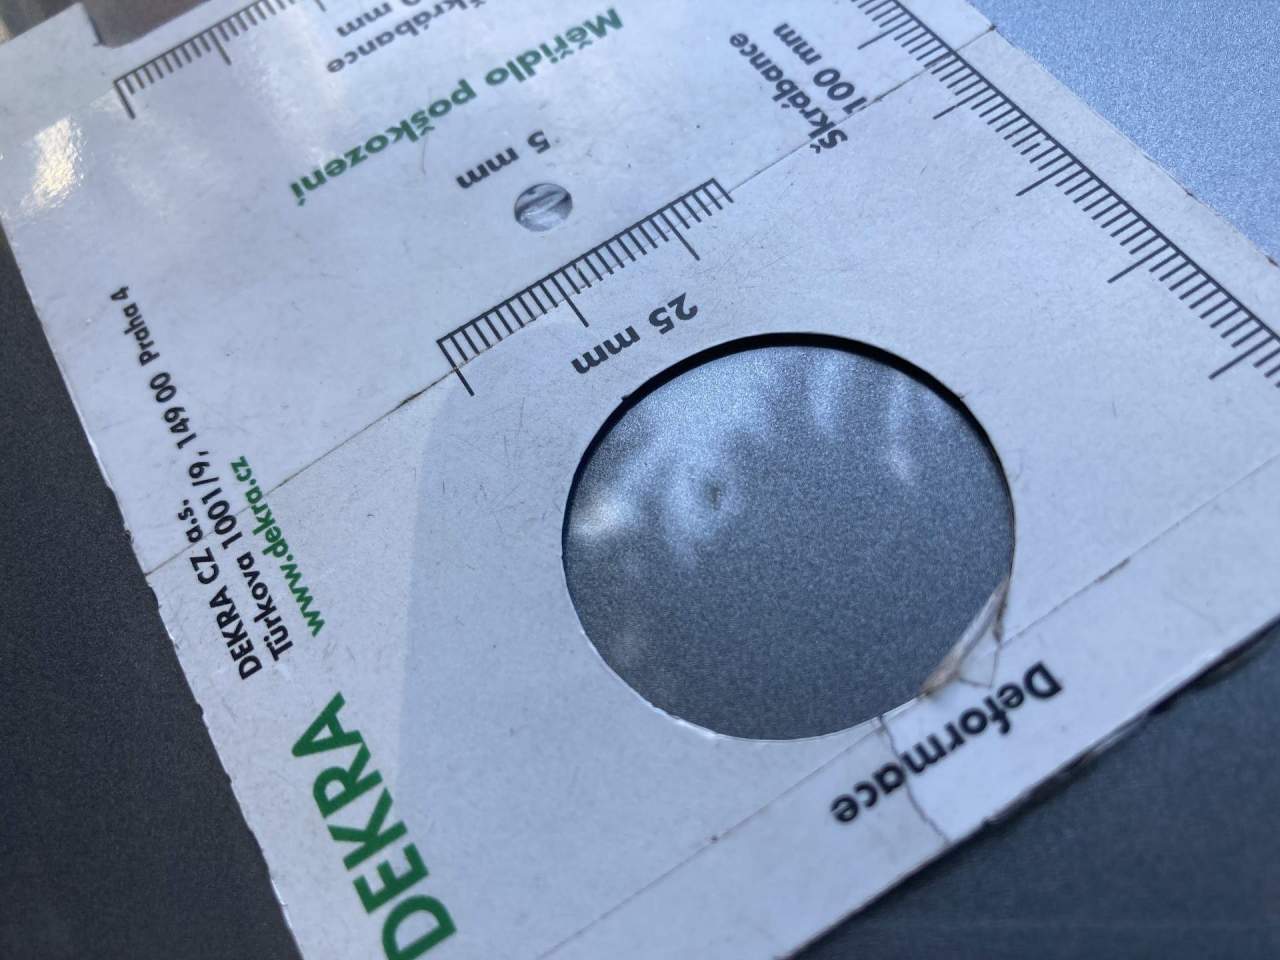 Škrábance
Měřidlo poškození
Škrábance
100 mm
5 mm
25 mm
Deformace
DEKRA
DEKRA CZ a.s.
Türkova 1001/9, 149 00 Praha 4
www.dekra.cz